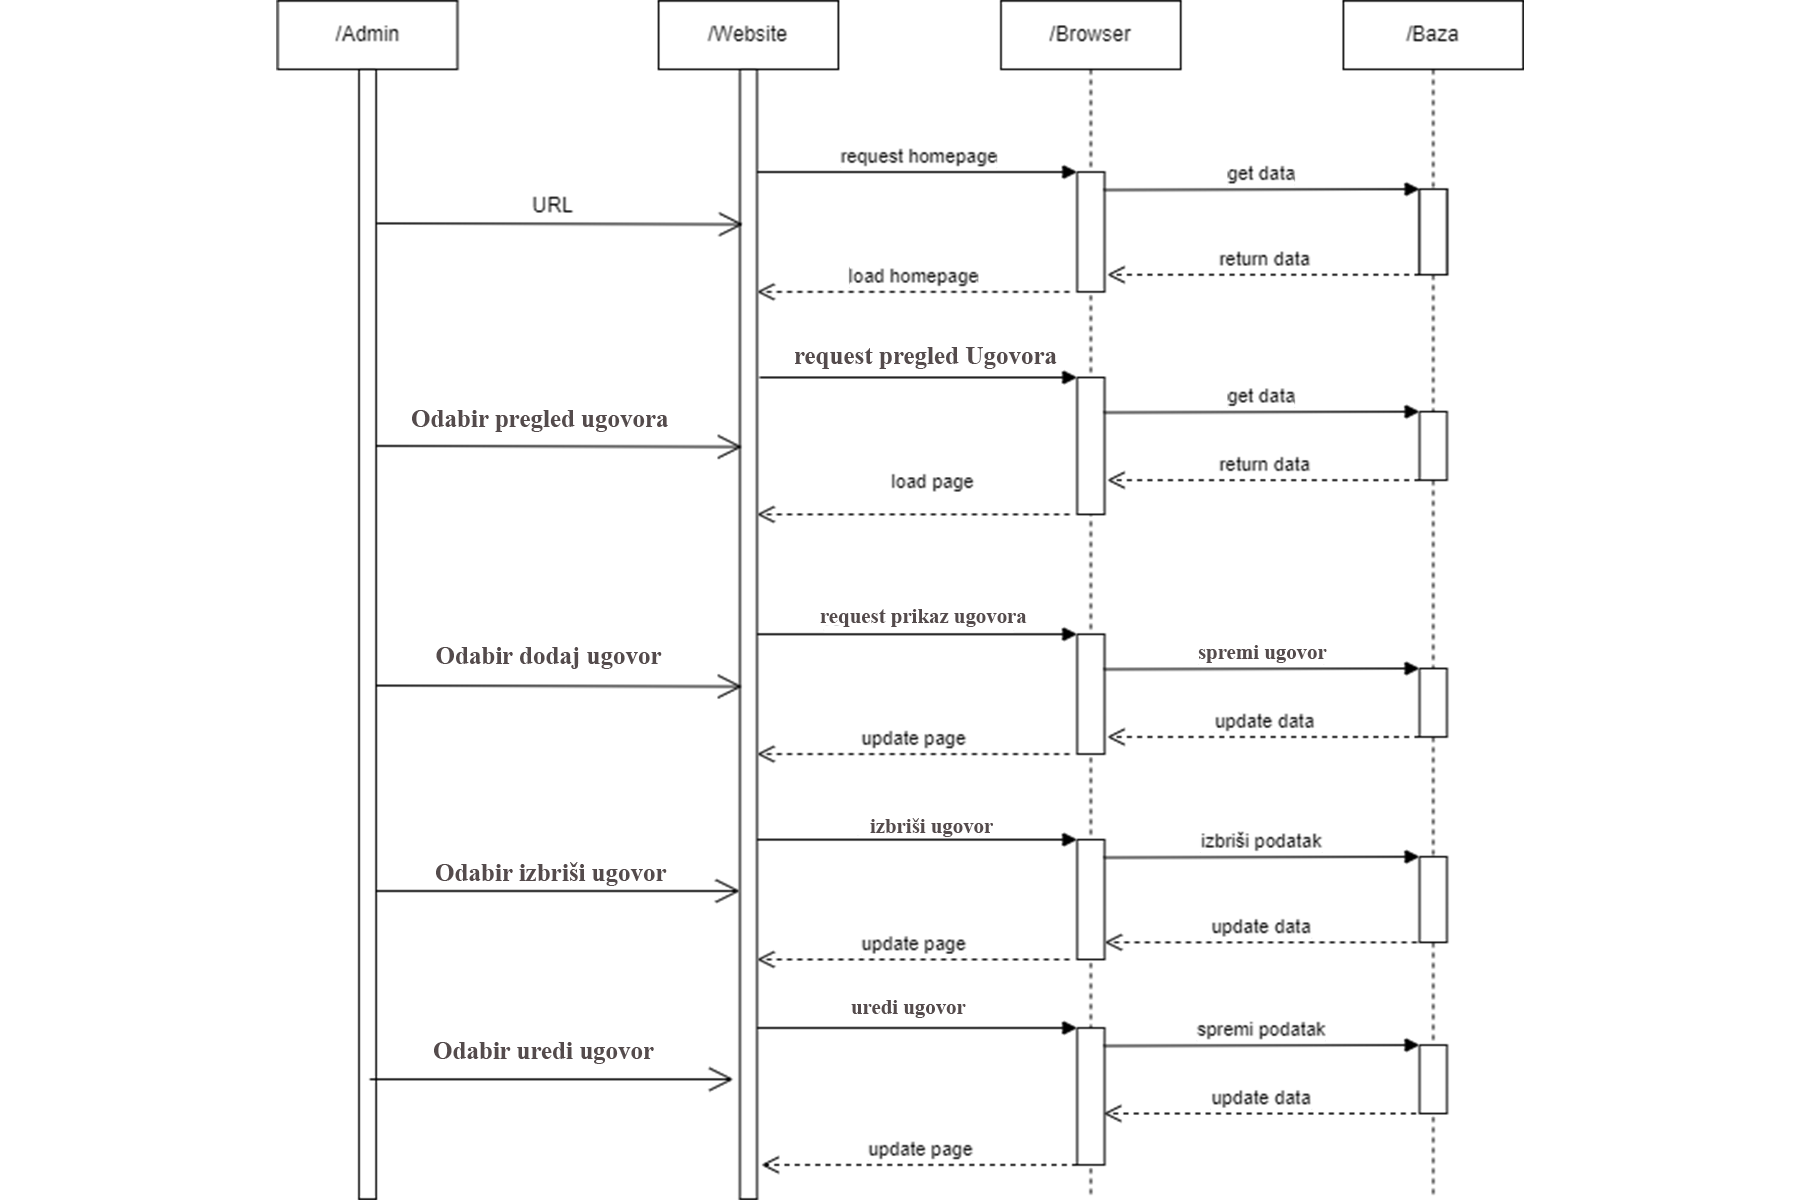 /Admin
/Website
/Browser
/Baza
request homepage
get data
URL
return data
load homepage
request pregled Ugovora
get data
Odabir pregled ugovora
return data
load page
request prikaz ugovora
spremi ugovor
Odabir dodaj ugovor
update data
update page
izbriši ugovor
izbriši podatak
Odabir izbriši ugovor
update data
update page
uredi ugovor
spremi podatak
Odabir uredi ugovor
update data
update page